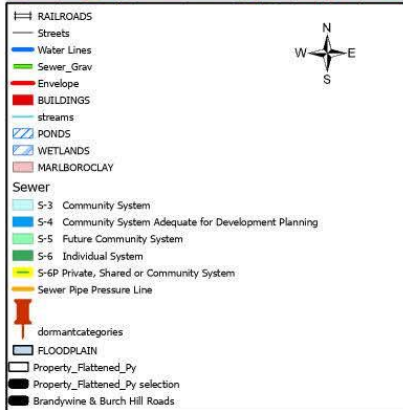 RAILROADS
Streets
Water Lines
Sewer_Grav
Envelope
BUILDINGS
streams
PONDS
WETLANDS
MARLBOROCLAY
Sewer
S-3 Community System
S-4 Community System Adequate for Development Planning
S-5 Future Community System
S-6 Individual System
S-6P Private, Shared or Community System
Sewer Pipe Pressure Line
dormantcategories
FLOODPLAIN
Property_Flattened_Py
Property_Flattened_Py selection
Brandywine & Burch Hill Roads
N
W E
S